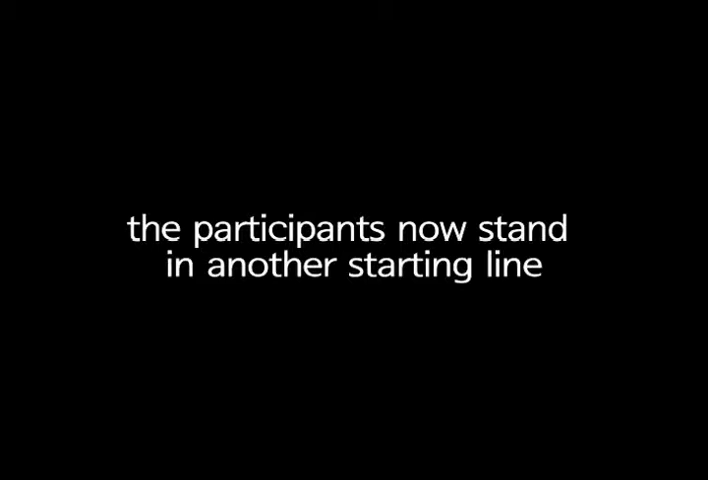 the participants now stand
in another starting line